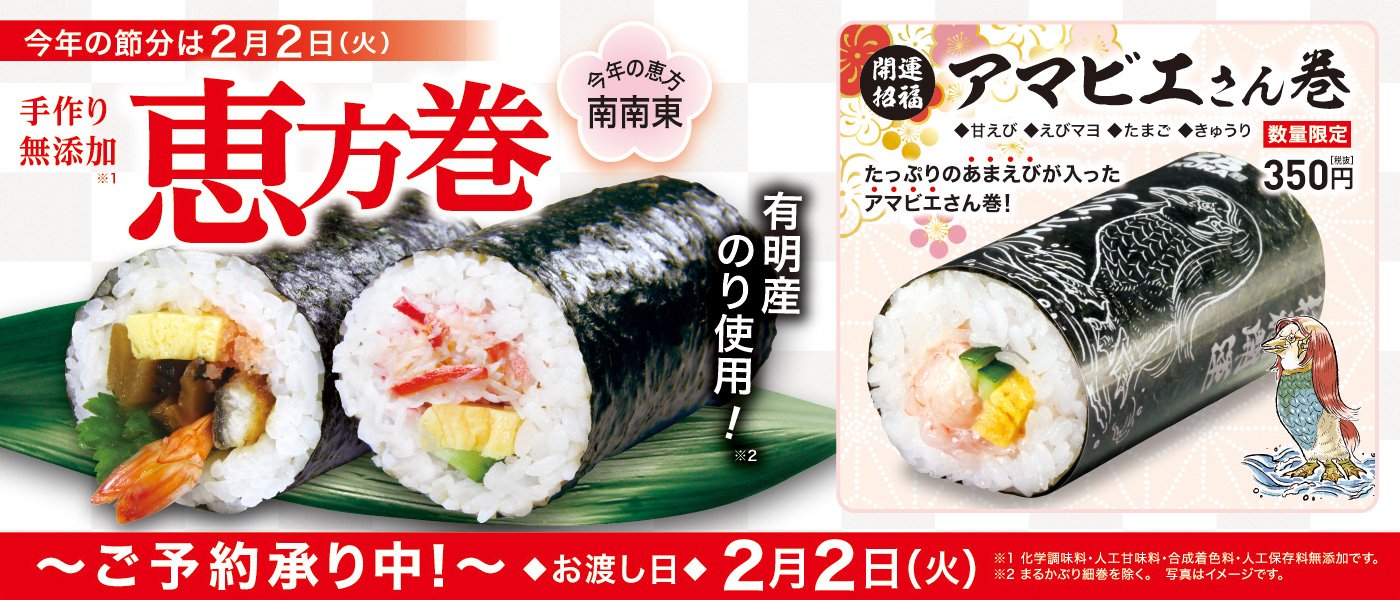 今年の節分は2月2日(火)
手作り
無添加
※1
恵方巻
今年の恵方
南南東
有明産
のり使用!
※2
開運
招福
アマビエさん巻
◆甘えび ◆えびマヨ ◆たまご ◆きゅうり
数量限定
350円[税抜]
たっぷりのあまえびが入った
アマビエさん巻!
〜ご予約承り中!〜 ◆お渡し日◆ 2月2日(火)
※1 化学調味料・人工甘味料・合成着色料・人工保存料無添加です。
※2 まるかぶり細巻を除く。 写真はイメージです。